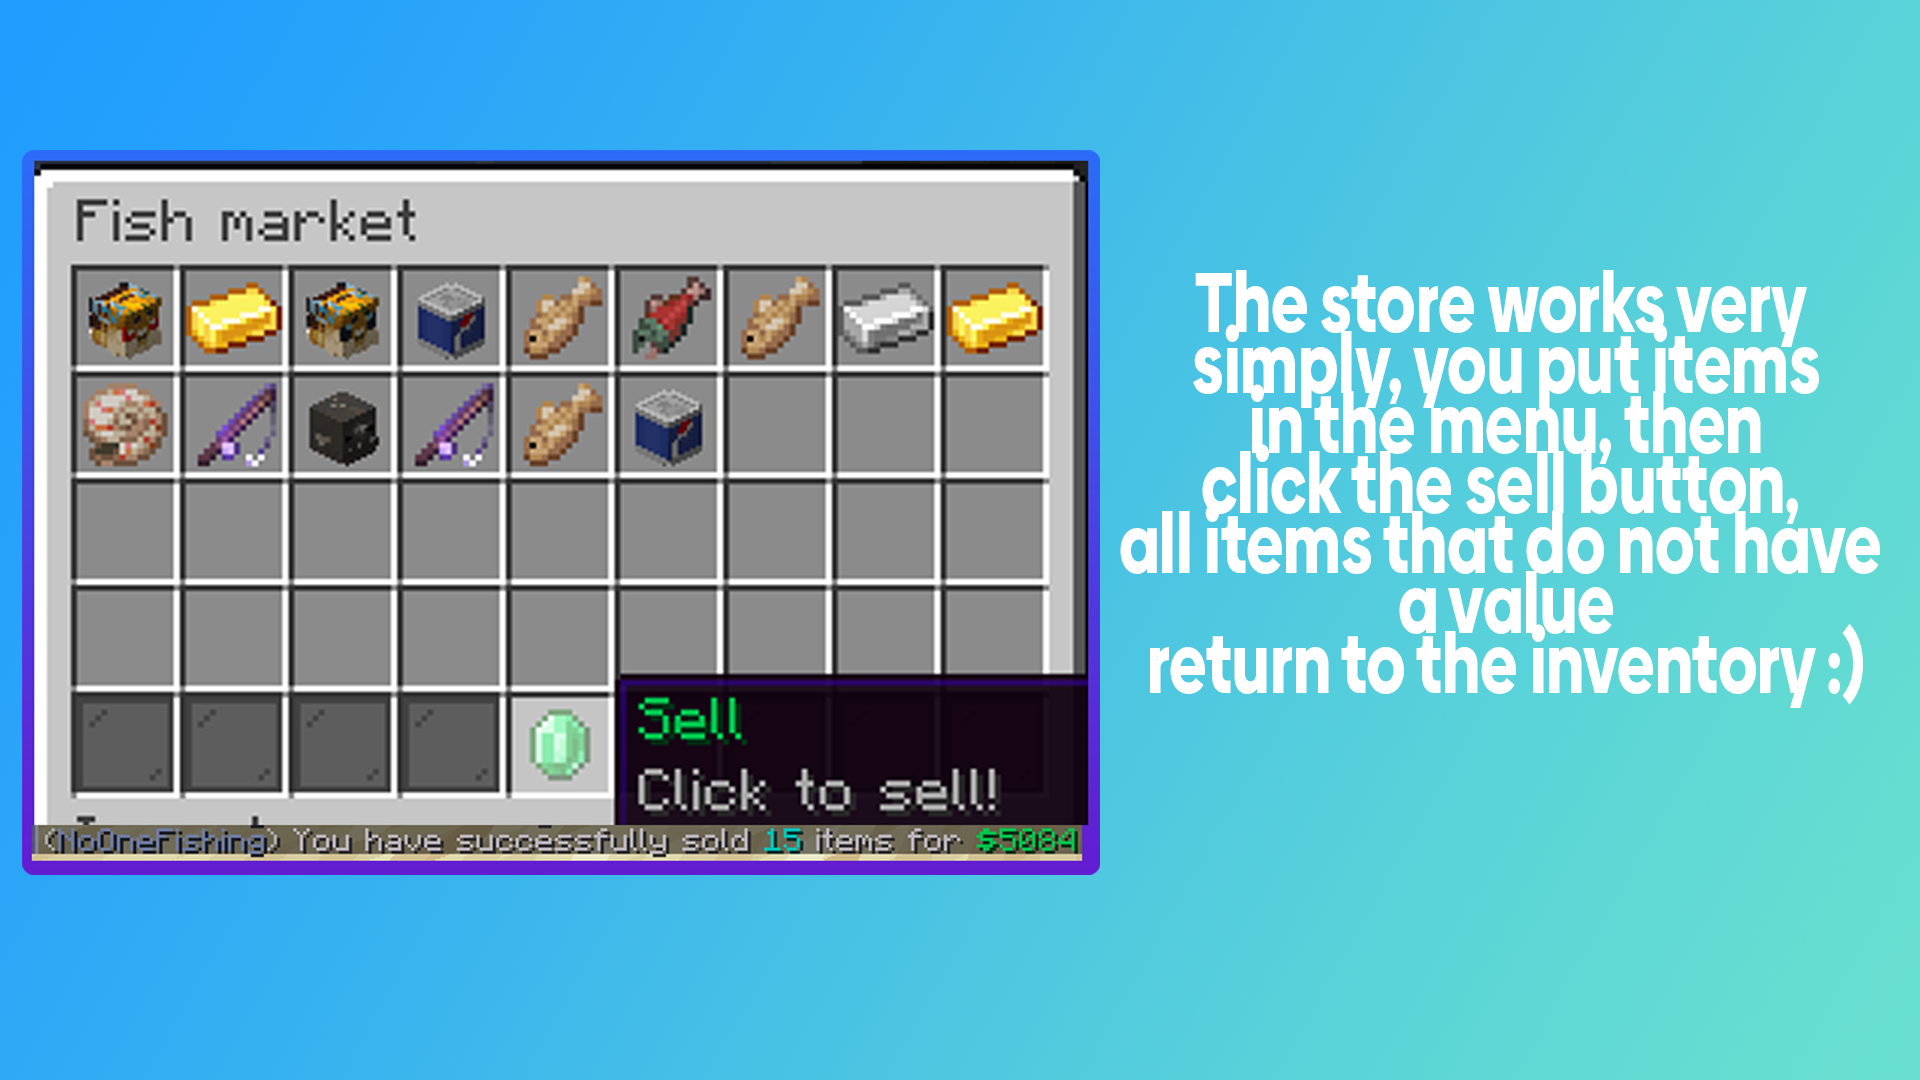 Fish market
Sell
Click to sell!
(NoOneFishing) You have successfully sold 15 items for $5084
The store works very
simply, you put items
in the menu, then
click the sell button,
all items that do not have
a value
return to the inventory :)